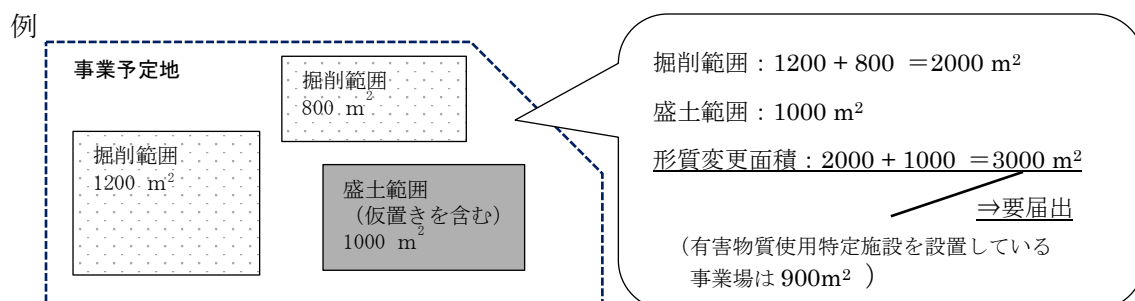 例
事業予定地
掘削範囲
800 m²
掘削範囲
1200 m²
盛土範囲
（仮置きを含む）
1000 m²
掘削範囲：1200 + 800 ＝2000 m²
盛土範囲：1000 m²
形質変更面積：2000 + 1000 ＝3000 m²
⇒要届出
（有害物質使用特定施設を設置している
事業場は 900m² ）